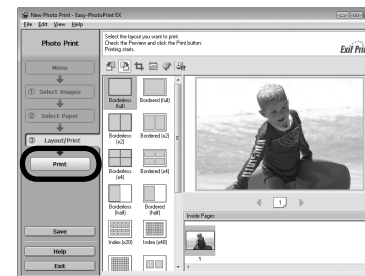 New Photo Print - Easy-PhotoPrint EX
File Edit View Help
Photo Print
Select the layout you want to print.
Check the Preview and click the Print button.
Printing starts.
Exif Pri
Menu
① Select Images
② Select Paper
③ Layout/Print
Print
Save
Help
Exit
Borderless (full)
Bordered (full)
Borderless (x2)
Bordered (x2)
Borderless (x4)
Bordered (x4)
Borderless (half)
Bordered (half)
Index (x20)
Index (x40)
1
Inside Pages
1